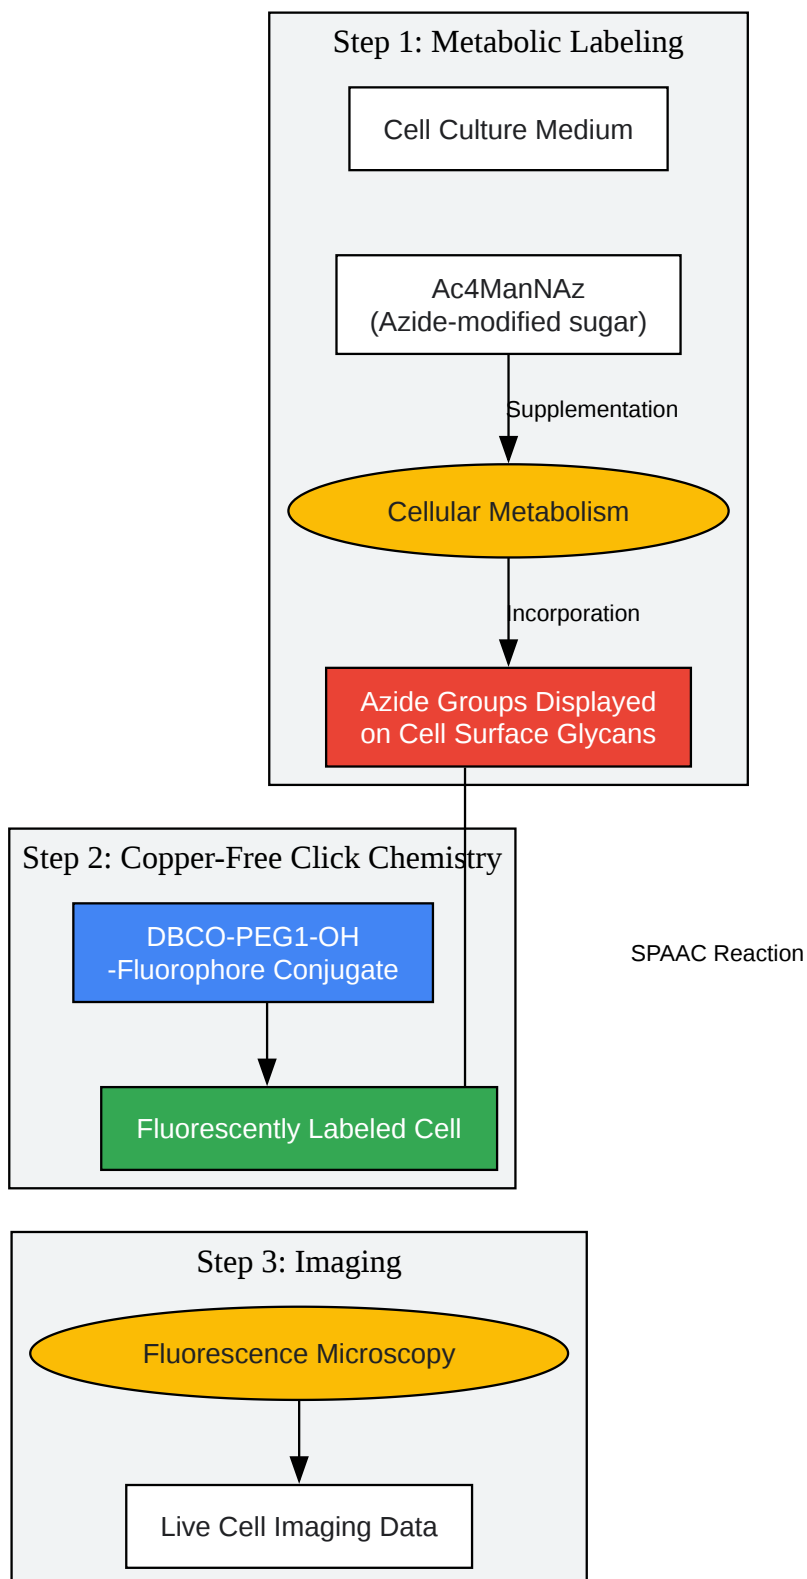 Step 1: Metabolic Labeling
Cell Culture Medium
Ac4ManNAz
(Azide-modified sugar)
Supplementation
Cellular Metabolism
Incorporation
Azide Groups Displayed
on Cell Surface Glycans
Step 2: Copper-Free Click Chemistry
DBCO-PEG1-OH
-Fluorophore Conjugate
SPAAC Reaction
Fluorescently Labeled Cell
Step 3: Imaging
Fluorescence Microscopy
Live Cell Imaging Data